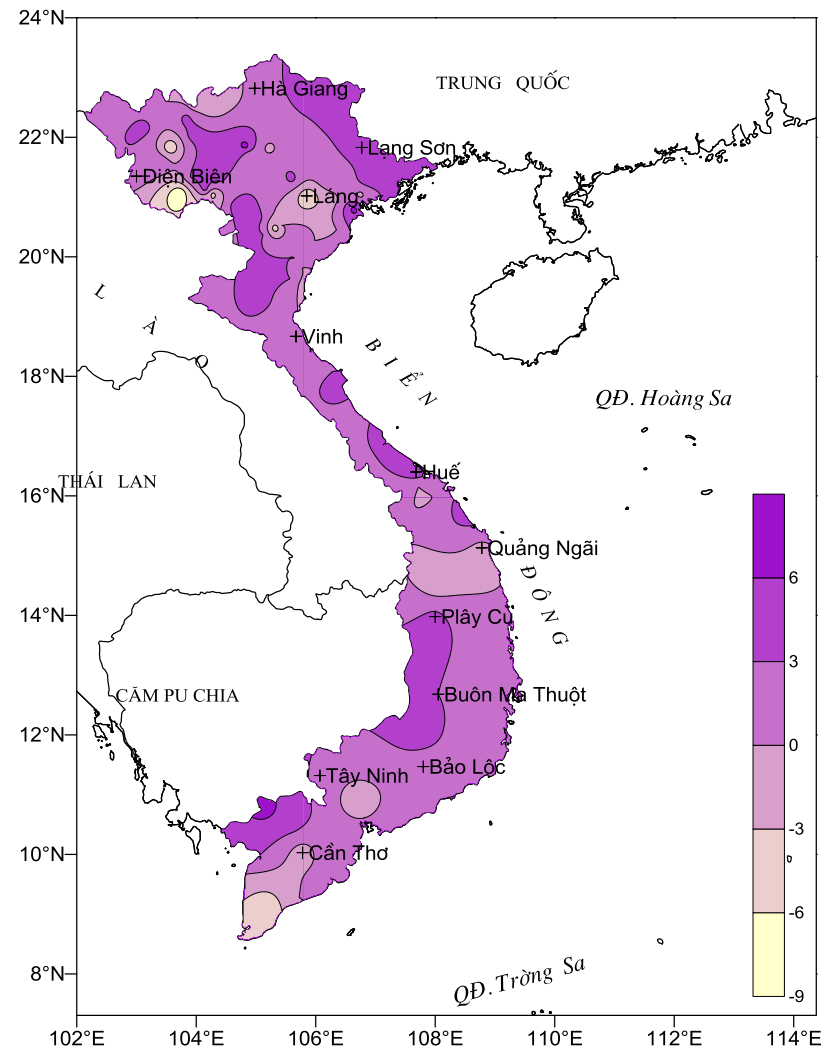 24°N
TRUNG QUỐC
Hà Giang
22°N
Lạng Sơn
Điện Biên
Láng
20°N
L À O
Vinh
BIỂN
18°N
QĐ. Hoàng Sa
Huế
THÁI LAN
16°N
Quảng Ngãi
ĐÔNG
6
14°N
Plây Cu
3
CĂM PU CHIA
Buôn Ma Thuột
12°N
0
Bảo Lộc
Tây Ninh
-3
10°N
Cần Thơ
-6
8°N
QĐ. Trờng Sa
-9
102°E 104°E 106°E 108°E 110°E 112°E 114°E